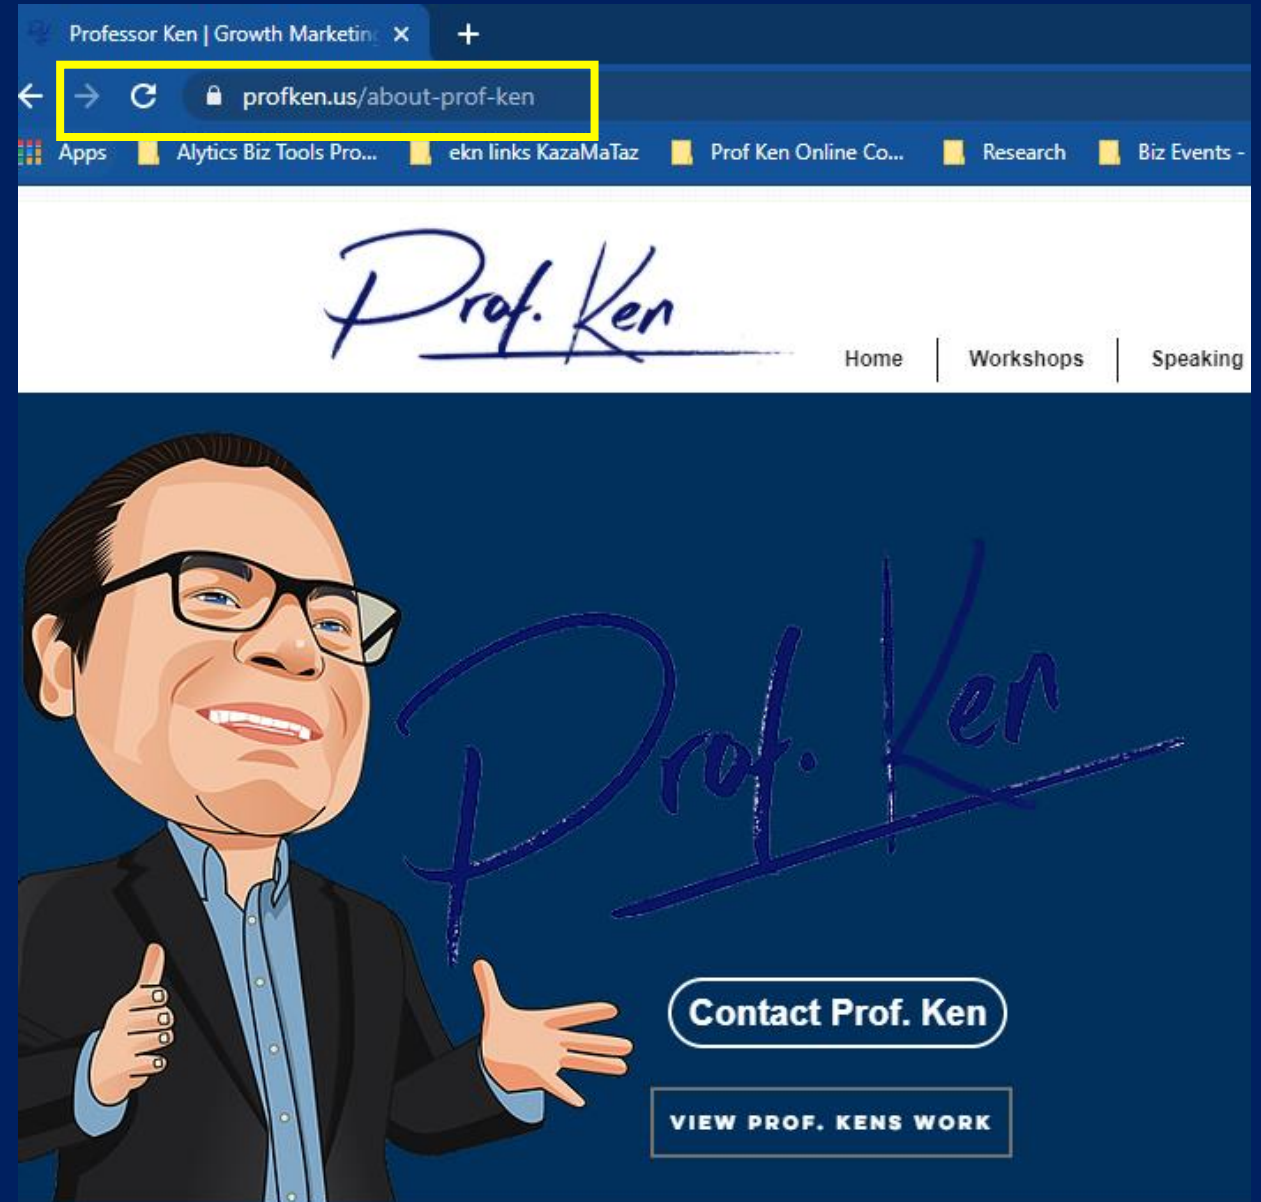 Professor Ken | Growth Marketing
profken.us/about-prof-ken
Apps Alytics Biz Tools Pro... ekn links KazaMaTaz Prof Ken Online Co... Research Biz Events -
Prof. Ken
Home Workshops Speaking
Prof. Ken
Contact Prof. Ken
VIEW PROF. KENS WORK